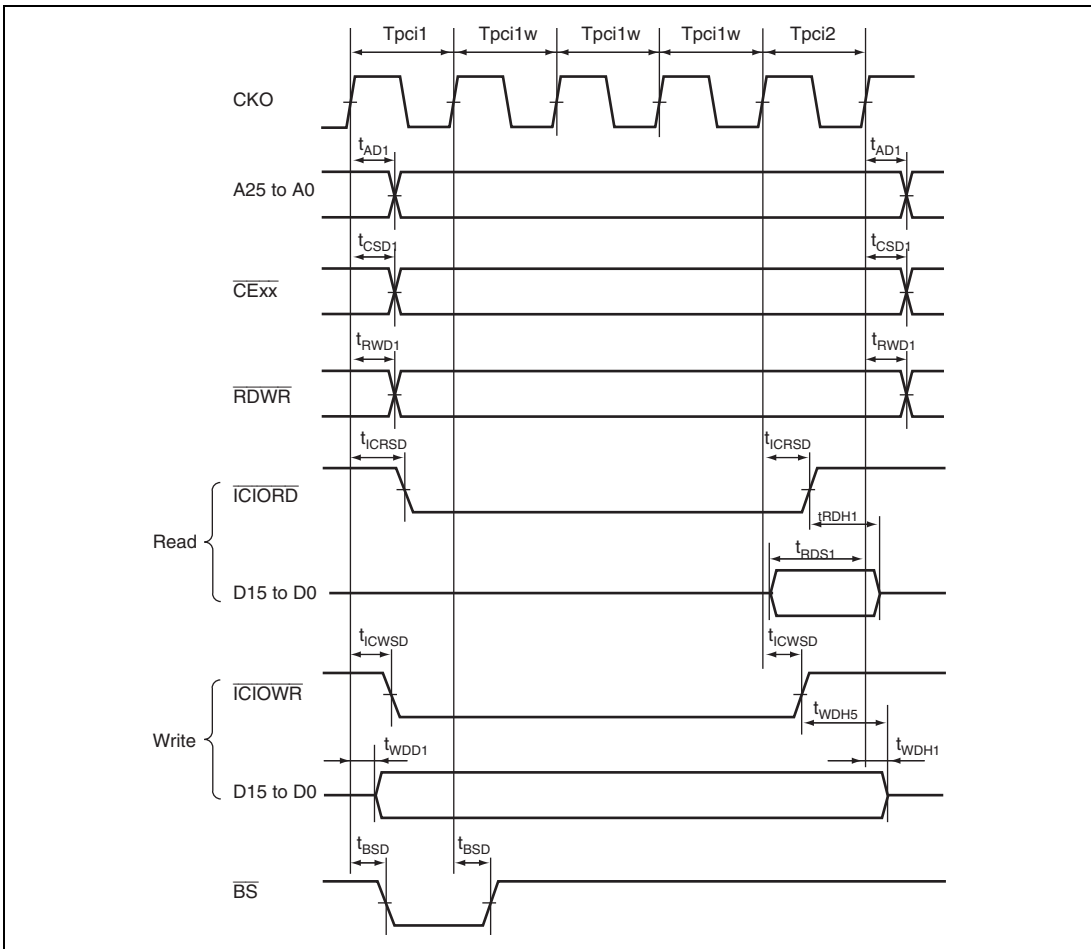 Tpci1 Tpci1w Tpci1w Tpci1w Tpci2
CKO
tAD1 tAD1
A25 to A0
tCSD1 tCSD1
CExx
tRWD1 tRWD1
RDWR
tICRSD tICRSD
ICIORD
tRDH1
Read
tRDS1
D15 to D0
tICWSD tICWSD
ICIOWR
tWDH5
Write
tWDD1 tWDH1
D15 to D0
tBSD tBSD
BS